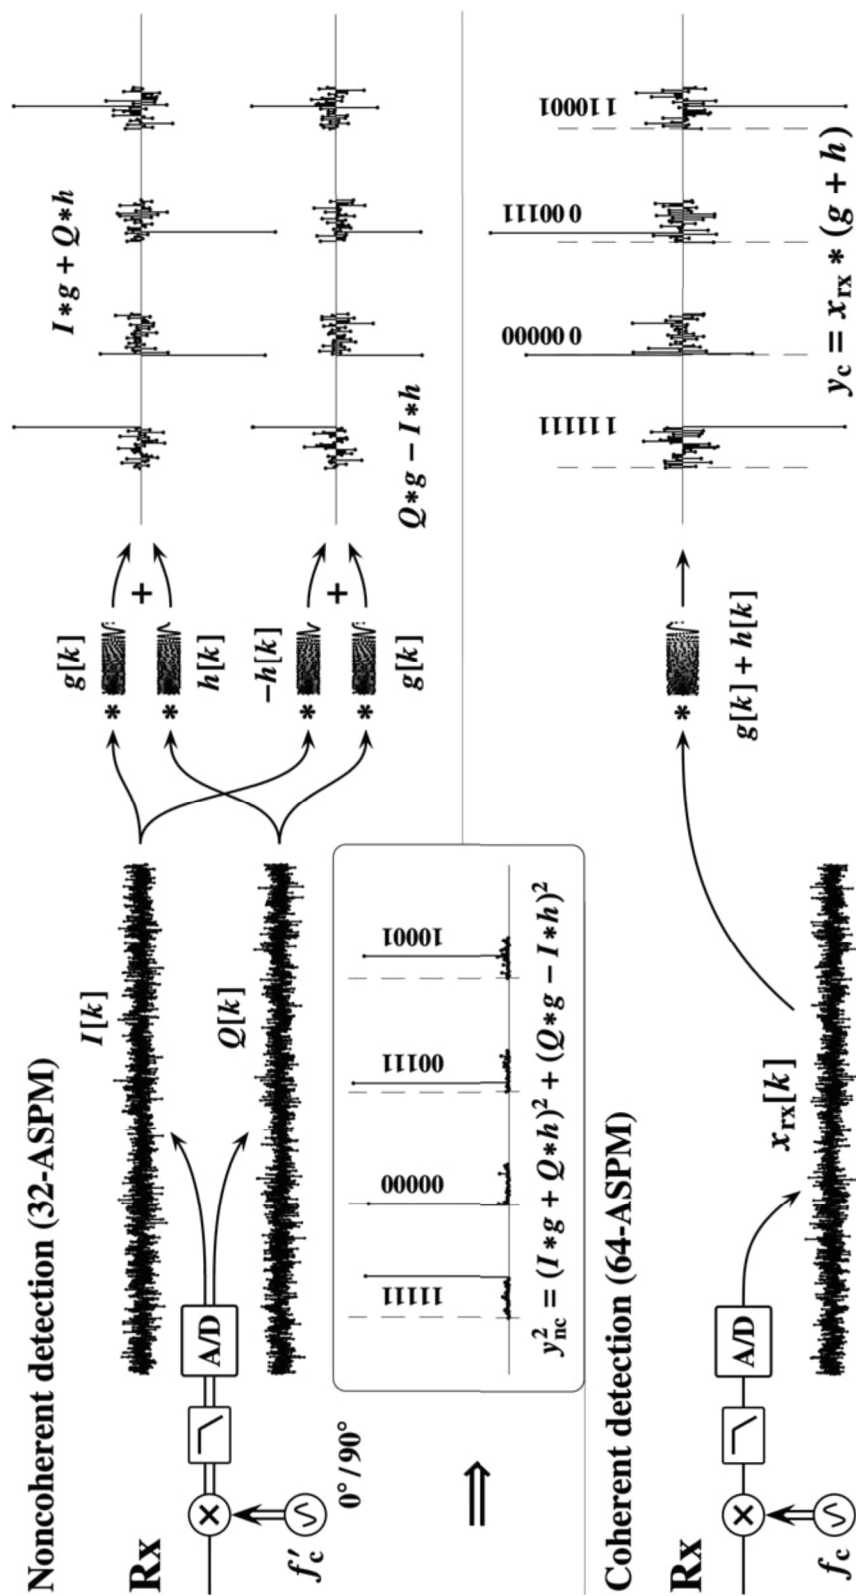 Noncoherent detection (32-ASPM)
Rx
f′c
0° / 90°
A/D
I[k]
Q[k]
*
g[k]
+
*
h[k]
*
−h[k]
+
*
g[k]
I*g + Q*h
Q*g − I*h
⇒
11111
00000
00111
10001
y²nc = (I*g + Q*h)² + (Q*g − I*h)²
Coherent detection (64-ASPM)
Rx
fc
A/D
xrx[k]
*
g[k] + h[k]
1 11111
0 00000
0 00111
1 10001
yc = xrx * (g + h)